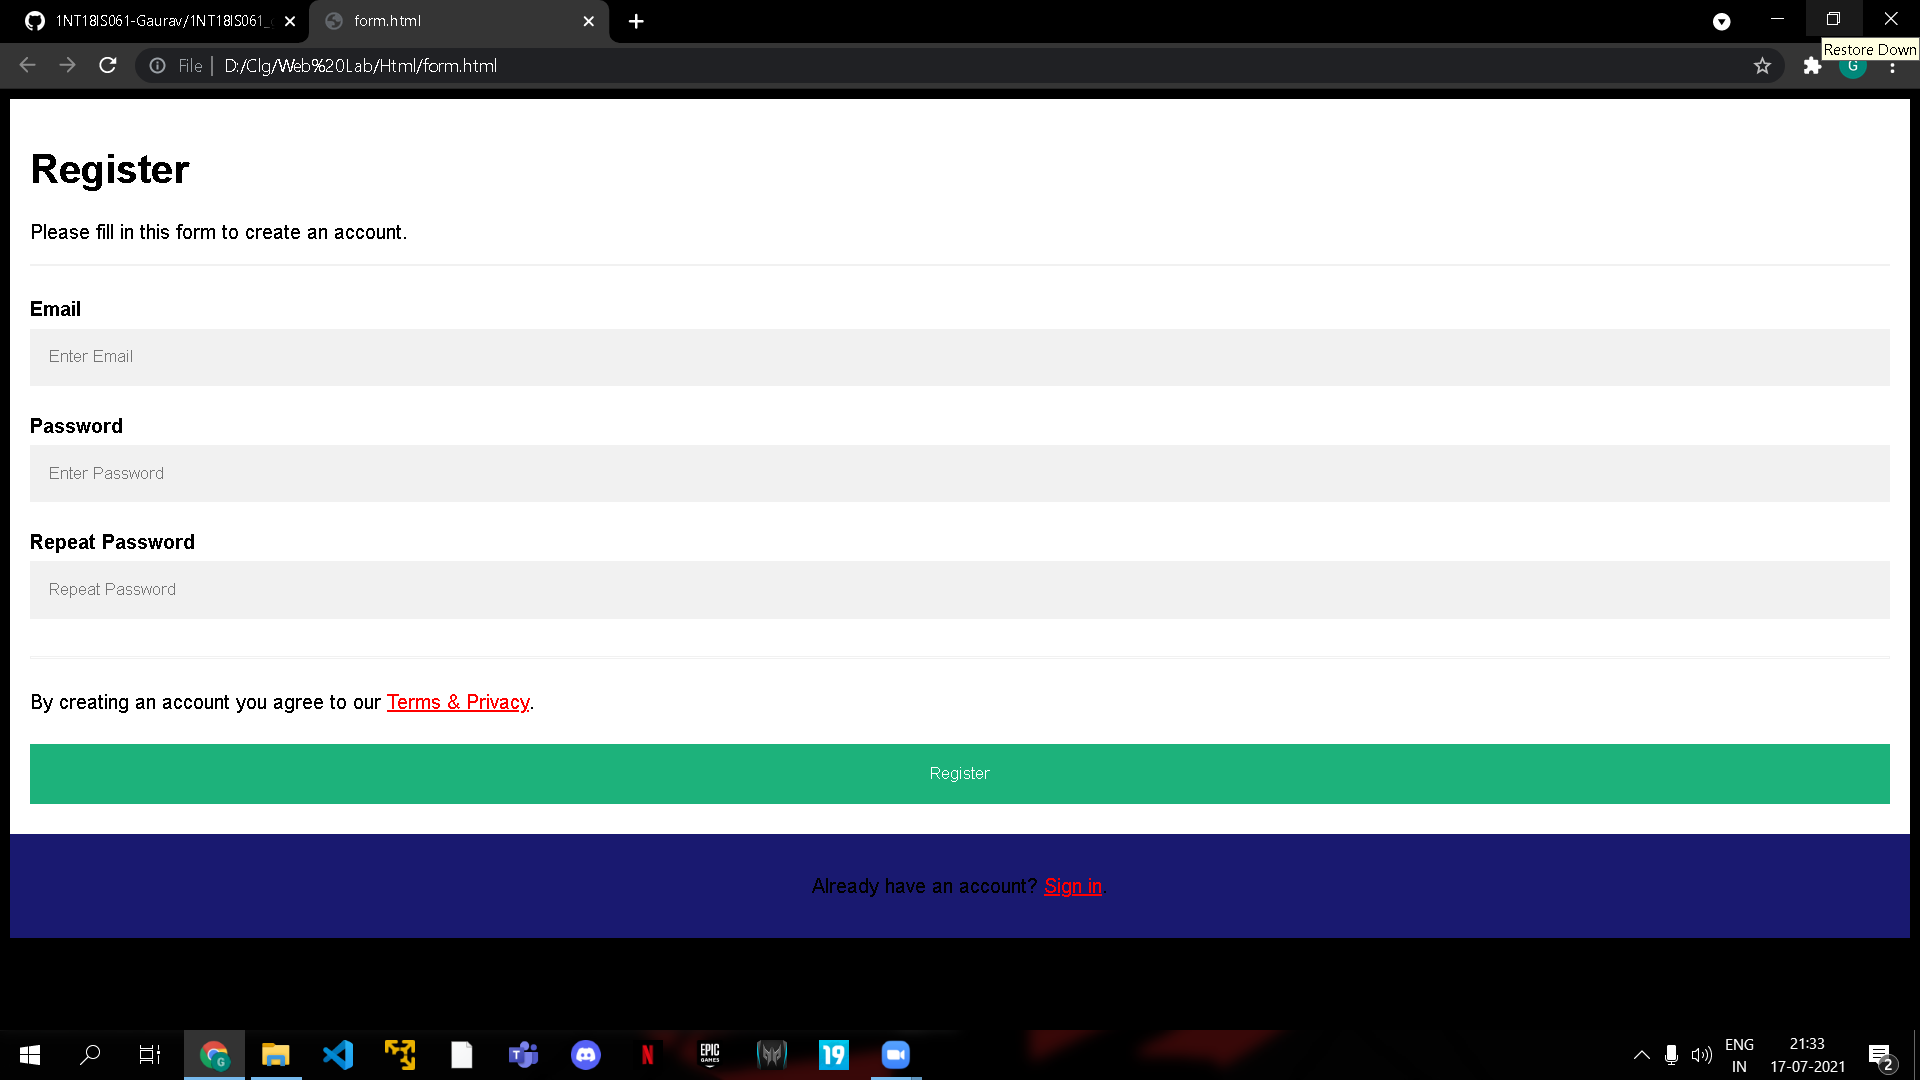 1NT18IS061-Gaurav/1NT18IS061_
form.html
Restore Down
File
D:/Clg/Web%20Lab/Html/form.html
G
Register
Please fill in this form to create an account.
Email
Enter Email
Password
Enter Password
Repeat Password
Repeat Password
By creating an account you agree to our Terms & Privacy.
Register
Already have an account? Sign in.
G
T
N
EPIC
GAMES
19
ENG
IN
21:33
17-07-2021
2